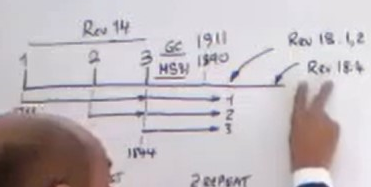 Rev 14
GC 1911
1 2 3 MSW 1890
Rev 18:1,2
Rev 18:4
1
2
3
1844
2 REPEAT